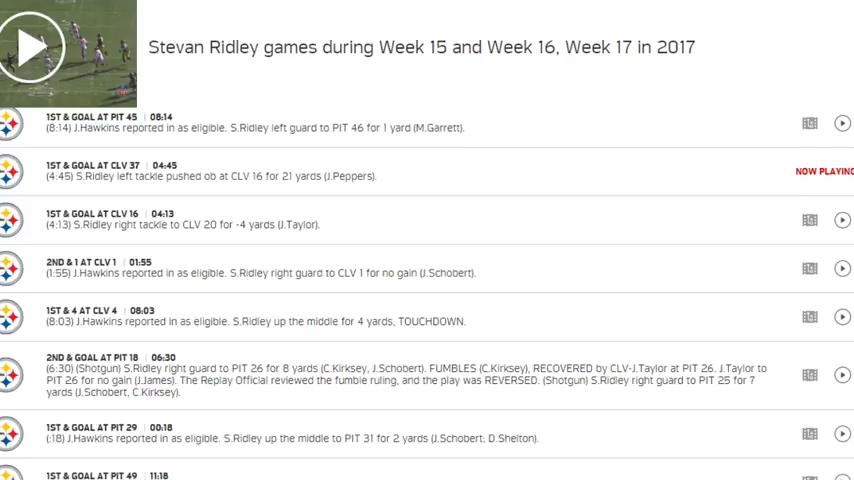 Stevan Ridley games during Week 15 and Week 16, Week 17 in 2017
1ST & GOAL AT PIT 45 | 08:14
(8:14) J.Hawkins reported in as eligible. S.Ridley left guard to PIT 46 for 1 yard (M.Garrett).
1ST & GOAL AT CLV 37 | 04:45
(4:45) S.Ridley left tackle pushed ob at CLV 16 for 21 yards (J.Peppers).
NOW PLAYING
1ST & GOAL AT CLV 16 | 04:13
(4:13) S.Ridley right tackle to CLV 20 for -4 yards (J.Taylor).
2ND & 1 AT CLV 1 | 01:55
(1:55) J.Hawkins reported in as eligible. S.Ridley right guard to CLV 1 for no gain (J.Schobert).
1ST & 4 AT CLV 4 | 08:03
(8:03) J.Hawkins reported in as eligible. S.Ridley up the middle for 4 yards, TOUCHDOWN.
2ND & GOAL AT PIT 18 | 06:30
(6:30) (Shotgun) S.Ridley right guard to PIT 26 for 8 yards (C.Kirksey, J.Schobert). FUMBLES (C.Kirksey), RECOVERED by CLV-J.Taylor at PIT 26. J.Taylor to
PIT 26 for no gain (J.James). The Replay Official reviewed the fumble ruling, and the play was REVERSED. (Shotgun) S.Ridley right guard to PIT 25 for 7
yards (J.Schobert, C.Kirksey).
1ST & GOAL AT PIT 29 | 00:18
(:18) J.Hawkins reported in as eligible. S.Ridley up the middle to PIT 31 for 2 yards (J.Schobert; D.Shelton).
1ST & GOAL AT PIT 49 | 11:18